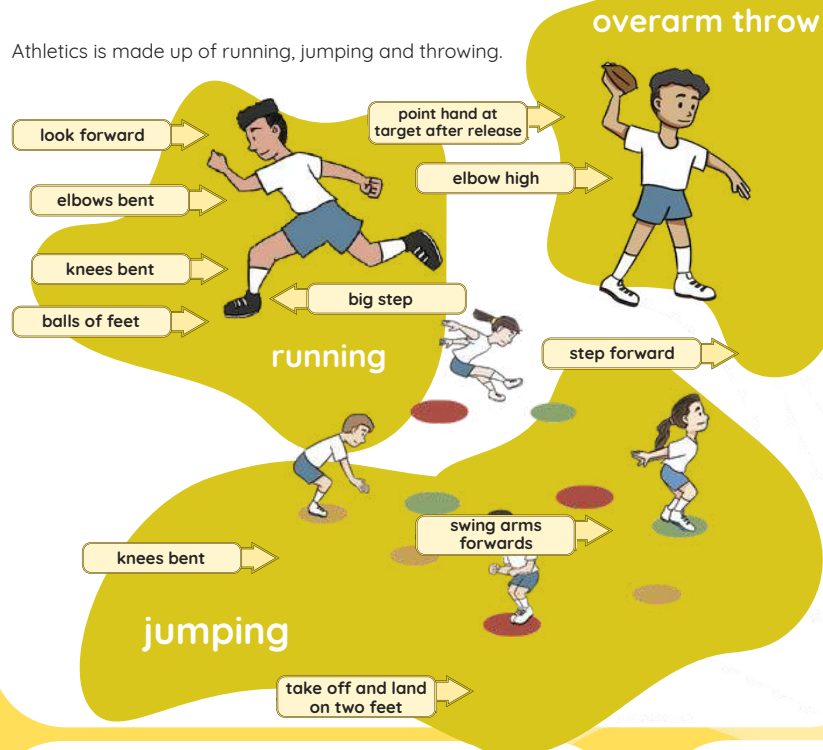 overarm throw
Athletics is made up of running, jumping and throwing.
look forward
elbows bent
knees bent
balls of feet
big step
running
point hand at
target after release
elbow high
step forward
knees bent
swing arms
forwards
jumping
take off and land
on two feet